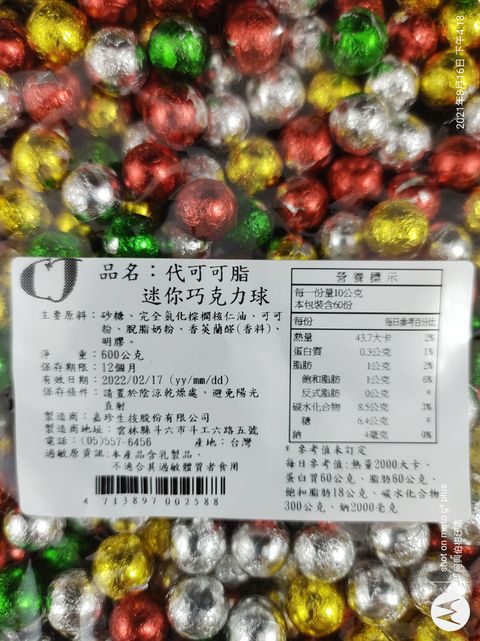 品名：代可可脂
迷你巧克力球
主要原料：砂糖、完全氫化棕櫚核仁油、可可
粉、脫脂奶粉、香莢蘭醛(香料)、
明膠。
淨 重：600公克
保存期限：12個月
有效日期：2022/02/17 (yy/mm/dd)
保存條件：請置於陰涼乾燥處，避免陽光
直射
製造商：嘉珍生技股份有限公司
製造商地址：雲林縣斗六市斗工六路五號
電話：(05)557-6456 產地：台灣
過敏原資訊:本產品含乳製品，
不適合其過敏體質者食用
4 713897 002588
營養標示
每一份量10公克
本包裝含60份
每份 每日參考百分比
熱量 43.7大卡 2%
蛋白質 0.3公克 1%
脂肪 1公克 2%
飽和脂肪 1公克 6%
反式脂肪 0公克 *
碳水化合物 8.5公克 3%
糖 6.4公克 *
鈉 4毫克 0%
* 參考值未訂定
每日參考值:熱量2000大卡、
蛋白質60公克、脂肪60公克、
飽和脂肪18公克、碳水化合物
300公克、鈉2000毫克
2021年8月16日 下午4:18
shot on moto g⁹ plus